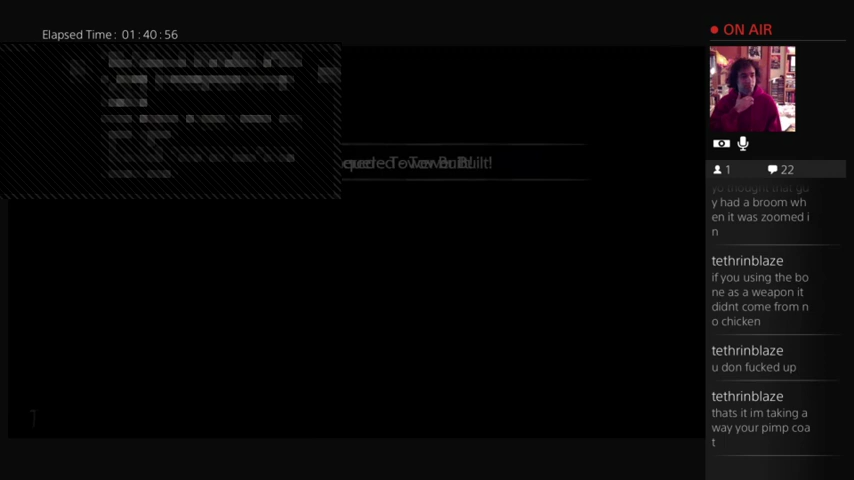 Elapsed Time: 01:40:56
ON AIR
1
22
yo thought that gu
y had a broom wh
en it was zoomed i
n
tethrinblaze
if you using the bo
ne as a weapon it
didnt come from n
o chicken
tethrinblaze
u don fucked up
tethrinblaze
thats it im taking a
way your pimp coa
t
Built!